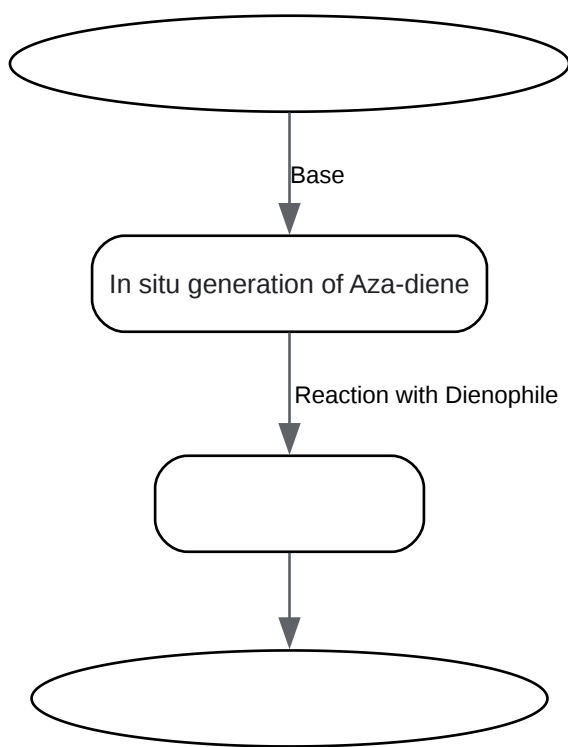 Base
In situ generation of Aza-diene
Reaction with Dienophile